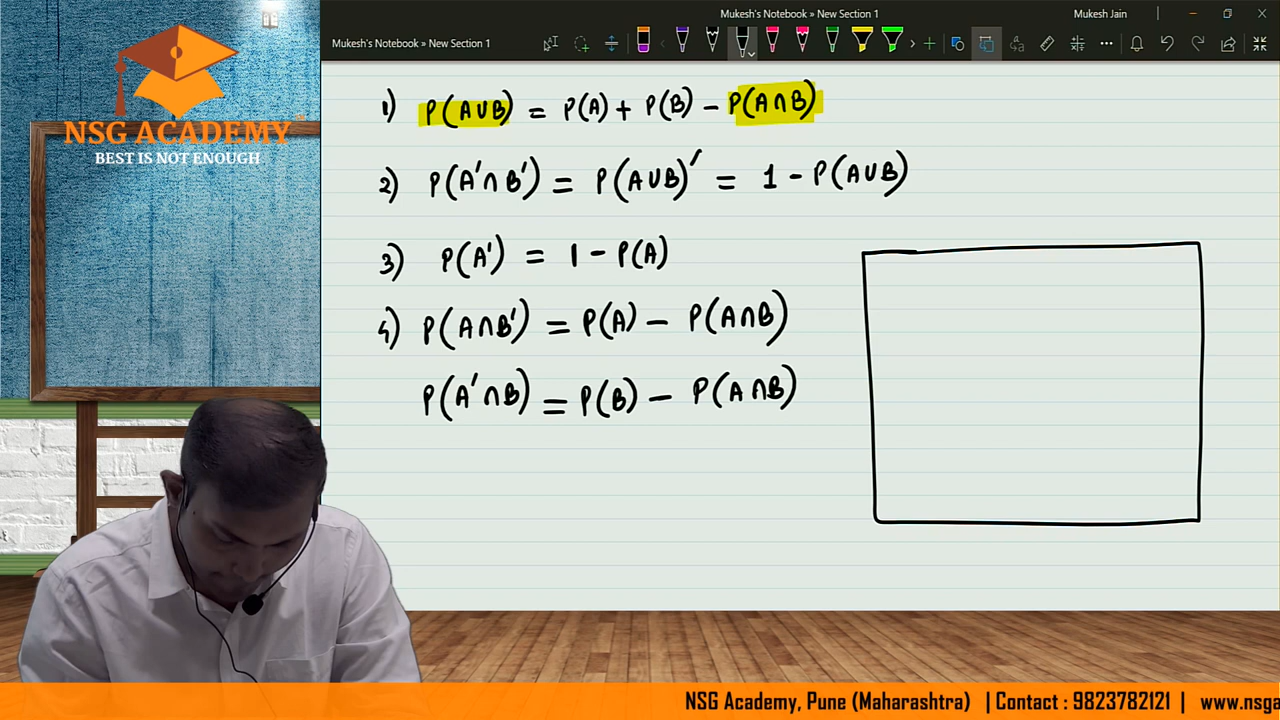 Mukesh's Notebook » New Section 1
Mukesh Jain
Mukesh's Notebook » New Section 1
NSG ACADEMY
BEST IS NOT ENOUGH
1) P(A∪B) = P(A) + P(B) − P(A∩B)
2) P(A'∩B') = P(A∪B)' = 1 − P(A∪B)
3) P(A') = 1 − P(A)
4) P(A∩B') = P(A) − P(A∩B)
P(A'∩B) = P(B) − P(A∩B)
NSG Academy, Pune (Maharashtra) | Contact : 9823782121 | www.nsga